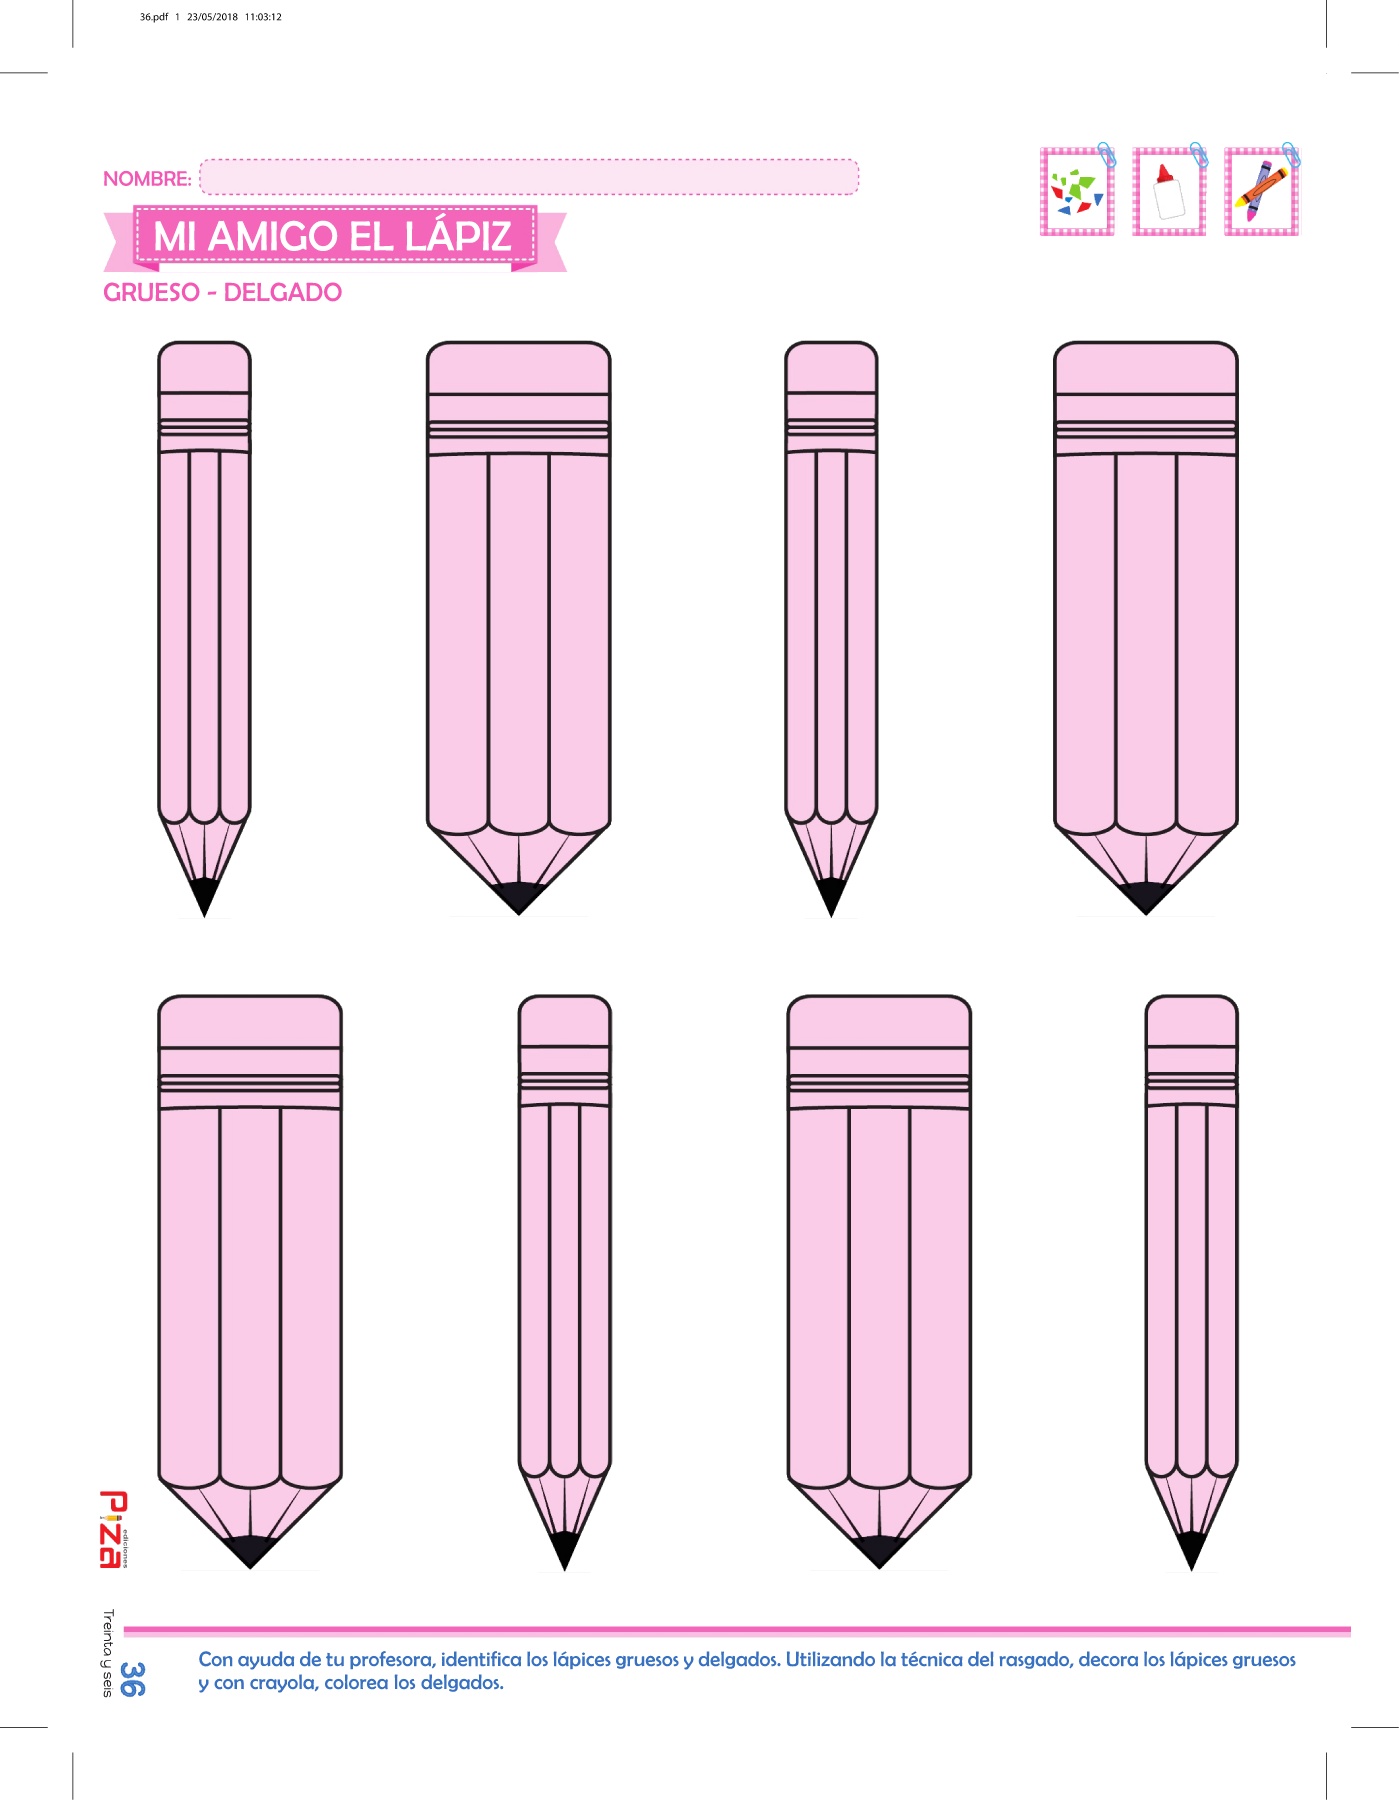 36.pdf 1 23/05/2018 11:03:12
NOMBRE:
MI AMIGO EL LÁPIZ
GRUESO - DELGADO
Piza
ediciones
Treinta y seis
36
Con ayuda de tu profesora, identifica los lápices gruesos y delgados. Utilizando la técnica del rasgado, decora los lápices gruesos
y con crayola, colorea los delgados.